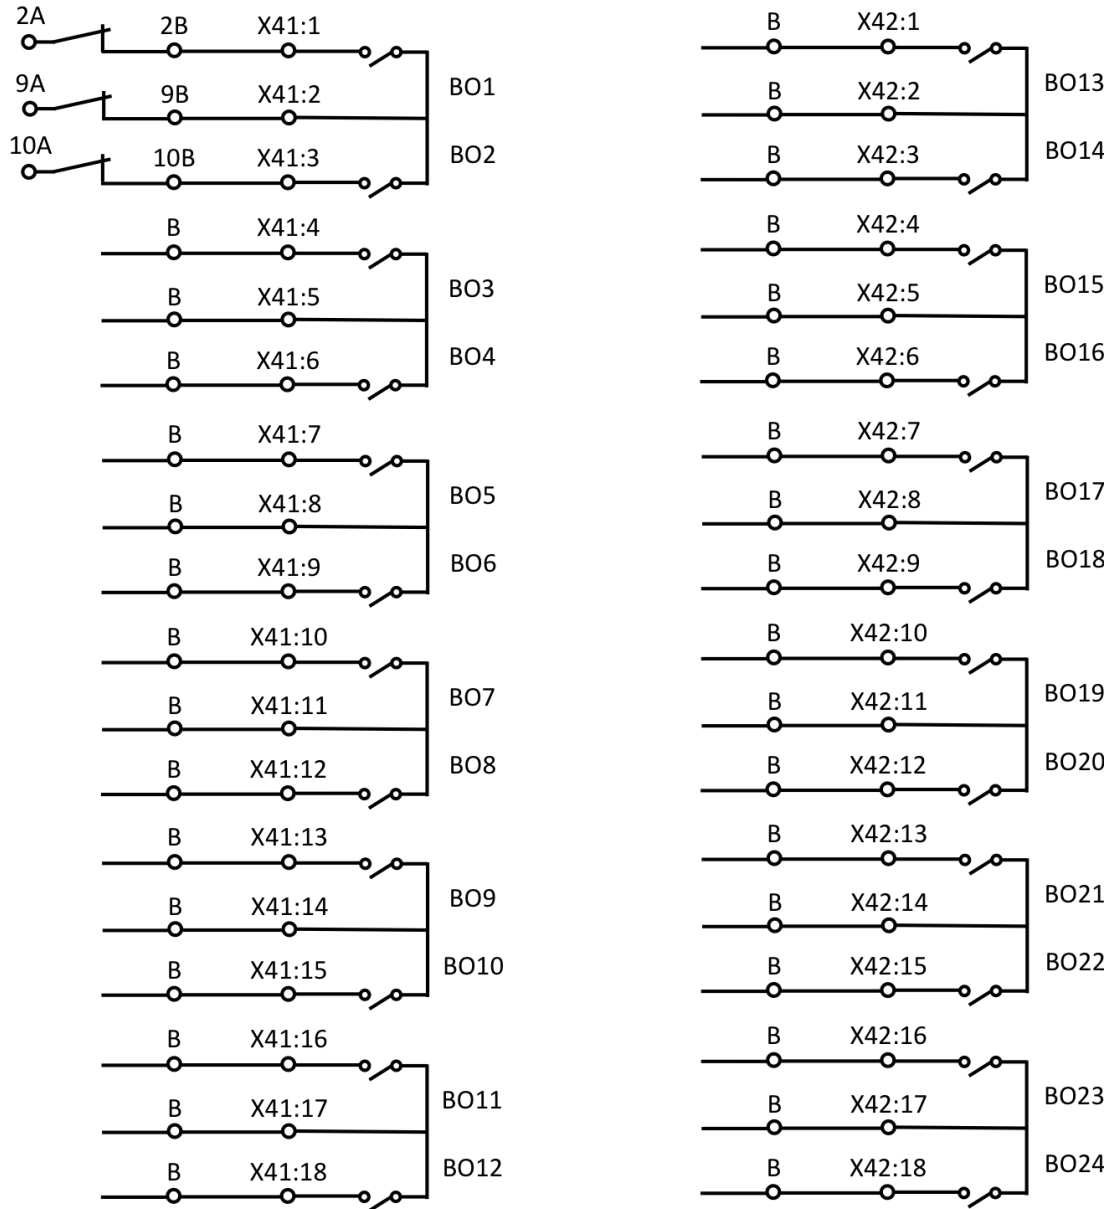 2A 2B X41:1
9A 9B X41:2 BO1
10A 10B X41:3 BO2
B X41:4
B X41:5 BO3
B X41:6 BO4
B X41:7
B X41:8 BO5
B X41:9 BO6
B X41:10
B X41:11 BO7
B X41:12 BO8
B X41:13
B X41:14 BO9
B X41:15 BO10
B X41:16
B X41:17 BO11
B X41:18 BO12
B X42:1
B X42:2 BO13
B X42:3 BO14
B X42:4
B X42:5 BO15
B X42:6 BO16
B X42:7
B X42:8 BO17
B X42:9 BO18
B X42:10
B X42:11 BO19
B X42:12 BO20
B X42:13
B X42:14 BO21
B X42:15 BO22
B X42:16
B X42:17 BO23
B X42:18 BO24